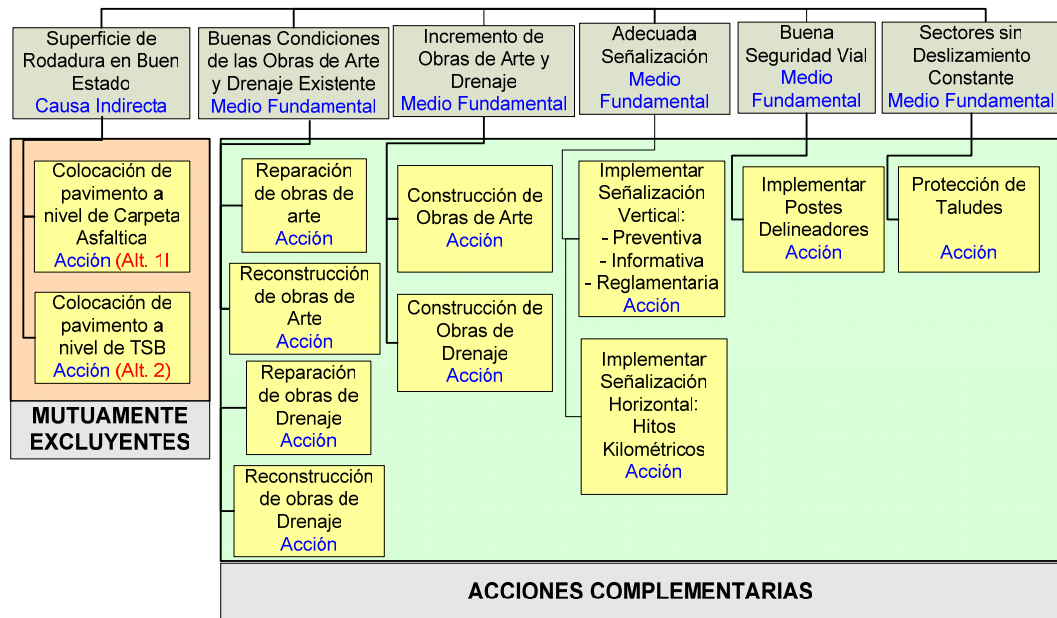 Superficie de
Rodadura en Buen
Estado
Causa Indirecta
Buenas Condiciones
de las Obras de Arte
y Drenaje Existente
Medio Fundamental
Incremento de
Obras de Arte y
Drenaje
Medio Fundamental
Adecuada
Señalización
Medio
Fundamental
Buena
Seguridad Vial
Medio
Fundamental
Sectores sin
Deslizamiento
Constante
Medio Fundamental
Colocación de
pavimento a
nivel de Carpeta
Asfaltica
Acción (Alt. 1I
Colocación de
pavimento a
nivel de TSB
Acción (Alt. 2)
MUTUAMENTE
EXCLUYENTES
Reparación
de obras de
arte
Acción
Reconstrucción
de obras de
Arte
Acción
Reparación
de obras de
Drenaje
Acción
Reconstrucción
de obras de
Drenaje
Acción
Construcción de
Obras de Arte
Acción
Construcción de
Obras de
Drenaje
Acción
Implementar
Señalización
Vertical:
- Preventiva
- Informativa
- Reglamentaria
Acción
Implementar
Señalización
Horizontal:
Hitos
Kilométricos
Acción
Implementar
Postes
Delineadores
Acción
Protección de
Taludes
Acción
ACCIONES COMPLEMENTARIAS